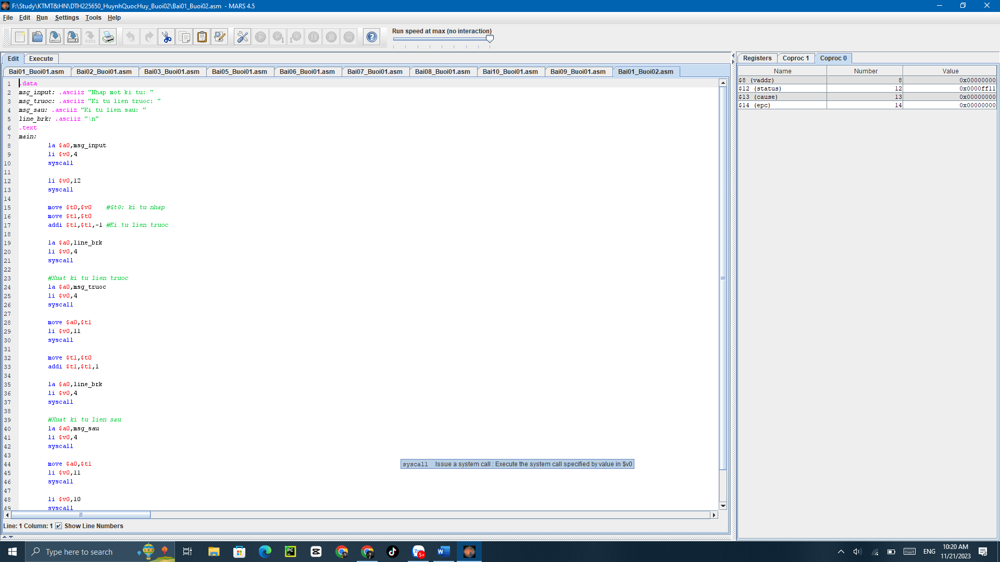 F:\Study\KTMT&HN\DTH225650_HuynhQuocHuy_Buoi02\Bai01_Buoi02.asm - MARS 4.5
File Edit Run Settings Tools Help
Run speed at max (no interaction)
Edit Execute
Bai01_Buoi01.asm Bai02_Buoi01.asm Bai03_Buoi01.asm Bai05_Buoi01.asm Bai06_Buoi01.asm Bai07_Buoi01.asm Bai08_Buoi01.asm Bai10_Buoi01.asm Bai09_Buoi01.asm Bai01_Buoi02.asm
1 .data
2 msg_input: .asciiz "Nhap mot ki tu: "
3 msg_truoc: .asciiz "Ki tu lien truoc: "
4 msg_sau: .asciiz "Ki tu lien sau: "
5 line_brk: .asciiz "\n"
6 .text
7 main:
8 la $a0,msg_input
9 li $v0,4
10 syscall
11
12 li $v0,12
13 syscall
14
15 move $t0,$v0 #$t0: ki tu nhap
16 move $t1,$t0
17 addi $t1,$t1,-1 #Ki tu lien truoc
18
19 la $a0,line_brk
20 li $v0,4
21 syscall
22
23 #Xuat ki tu lien truoc
24 la $a0,msg_truoc
25 li $v0,4
26 syscall
27
28 move $a0,$t1
29 li $v0,11
30 syscall
31
32 move $t1,$t0
33 addi $t1,$t1,1
34
35 la $a0,line_brk
36 li $v0,4
37 syscall
38
39 #Xuat ki tu lien sau
40 la $a0,msg_sau
41 li $v0,4
42 syscall
43
44 move $a0,$t1
45 li $v0,11
46 syscall
47
48 li $v0,10
49 syscall
syscall Issue a system call : Execute the system call specified by value in $v0
Line: 1 Column: 1 Show Line Numbers
Registers Coproc 1 Coproc 0
Name Number Value
$8 (vaddr) 8 0x00000000
$12 (status) 12 0x0000ff11
$13 (cause) 13 0x00000000
$14 (epc) 14 0x00000000
Type here to search
ENG
10:20 AM
11/21/2023